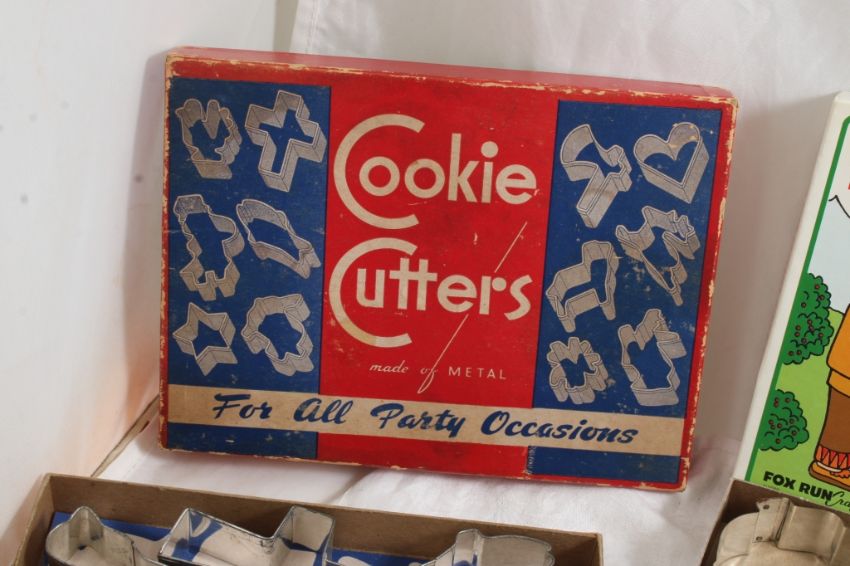 Cookie
Cutters
made of METAL
For All Party Occasions
FOX RUN